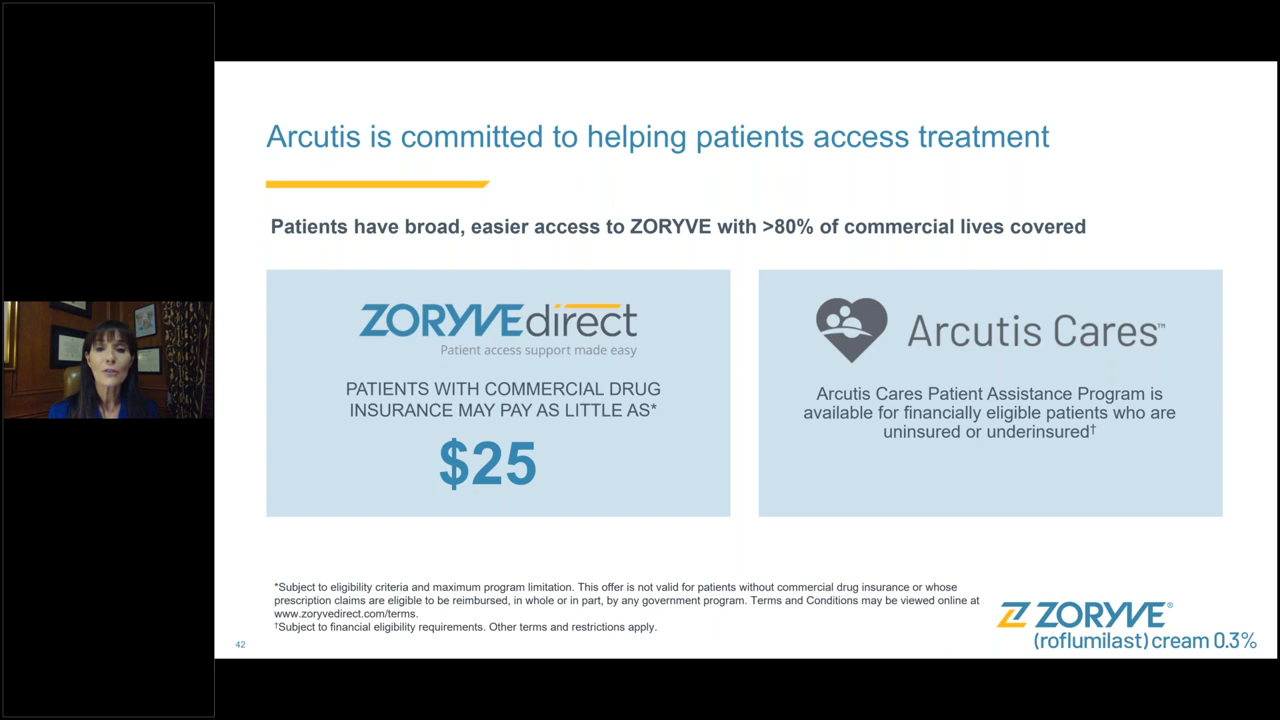 Arcutis is committed to helping patients access treatment
Patients have broad, easier access to ZORYVE with >80% of commercial lives covered
ZORYVEdirect
Patient access support made easy
PATIENTS WITH COMMERCIAL DRUG
INSURANCE MAY PAY AS LITTLE AS*
$25
Arcutis Cares™
Arcutis Cares Patient Assistance Program is
available for financially eligible patients who are
uninsured or underinsured†
*Subject to eligibility criteria and maximum program limitation. This offer is not valid for patients without commercial drug insurance or whose
prescription claims are eligible to be reimbursed, in whole or in part, by any government program. Terms and Conditions may be viewed online at
www.zoryvedirect.com/terms.
†Subject to financial eligibility requirements. Other terms and restrictions apply.
42
ZORYVE®
(roflumilast) cream 0.3%